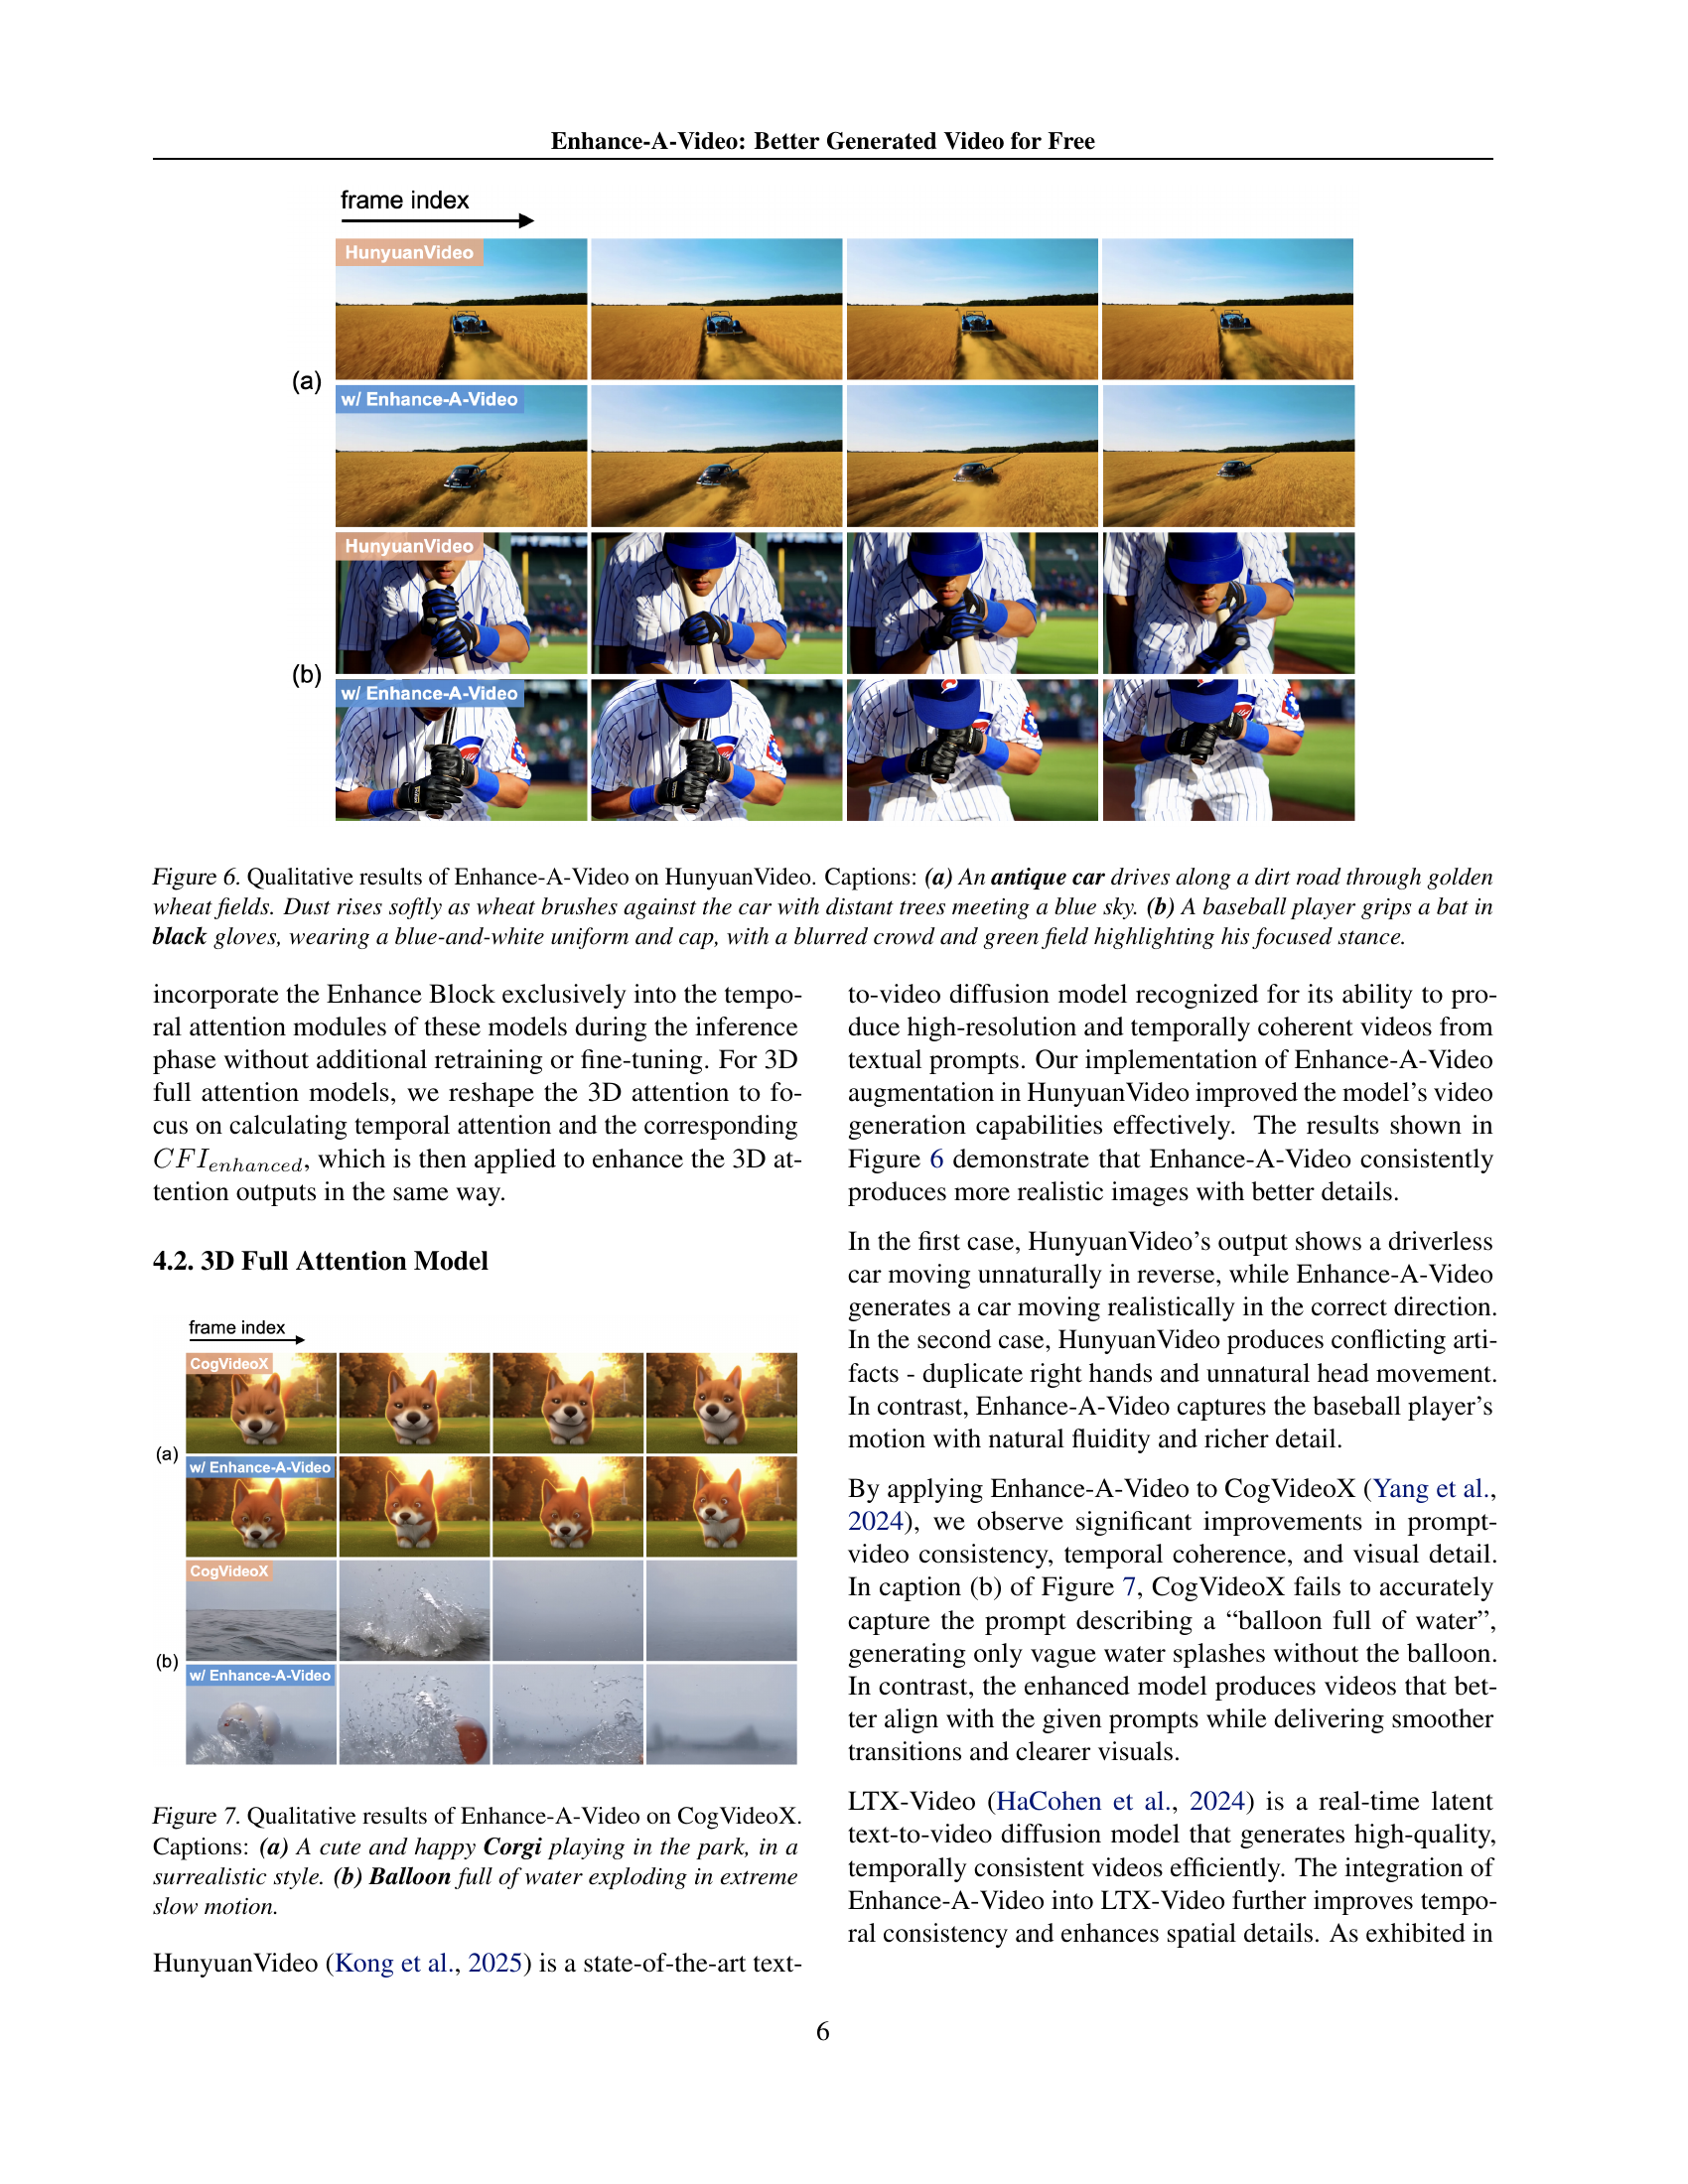 Enhance-A-Video: Better Generated Video for Free
frame index
HunyuanVideo
(a)
w/ Enhance-A-Video
HunyuanVideo
(b)
w/ Enhance-A-Video
Figure 6. Qualitative results of Enhance-A-Video on HunyuanVideo. Captions: (a) An antique car drives along a dirt road through golden
wheat fields. Dust rises softly as wheat brushes against the car with distant trees meeting a blue sky. (b) A baseball player grips a bat in
black gloves, wearing a blue-and-white uniform and cap, with a blurred crowd and green field highlighting his focused stance.
incorporate the Enhance Block exclusively into the tempo-
ral attention modules of these models during the inference
phase without additional retraining or fine-tuning. For 3D
full attention models, we reshape the 3D attention to fo-
cus on calculating temporal attention and the corresponding
CFI_enhanced, which is then applied to enhance the 3D at-
tention outputs in the same way.
4.2. 3D Full Attention Model
frame index
CogVideoX
(a)
w/ Enhance-A-Video
CogVideoX
(b)
w/ Enhance-A-Video
Figure 7. Qualitative results of Enhance-A-Video on CogVideoX.
Captions: (a) A cute and happy Corgi playing in the park, in a
surrealistic style. (b) Balloon full of water exploding in extreme
slow motion.
HunyuanVideo (Kong et al., 2025) is a state-of-the-art text-
to-video diffusion model recognized for its ability to pro-
duce high-resolution and temporally coherent videos from
textual prompts. Our implementation of Enhance-A-Video
augmentation in HunyuanVideo improved the model's video
generation capabilities effectively. The results shown in
Figure 6 demonstrate that Enhance-A-Video consistently
produces more realistic images with better details.
In the first case, HunyuanVideo's output shows a driverless
car moving unnaturally in reverse, while Enhance-A-Video
generates a car moving realistically in the correct direction.
In the second case, HunyuanVideo produces conflicting arti-
facts - duplicate right hands and unnatural head movement.
In contrast, Enhance-A-Video captures the baseball player's
motion with natural fluidity and richer detail.
By applying Enhance-A-Video to CogVideoX (Yang et al.,
2024), we observe significant improvements in prompt-
video consistency, temporal coherence, and visual detail.
In caption (b) of Figure 7, CogVideoX fails to accurately
capture the prompt describing a “balloon full of water”,
generating only vague water splashes without the balloon.
In contrast, the enhanced model produces videos that bet-
ter align with the given prompts while delivering smoother
transitions and clearer visuals.
LTX-Video (HaCohen et al., 2024) is a real-time latent
text-to-video diffusion model that generates high-quality,
temporally consistent videos efficiently. The integration of
Enhance-A-Video into LTX-Video further improves tempo-
ral consistency and enhances spatial details. As exhibited in
6